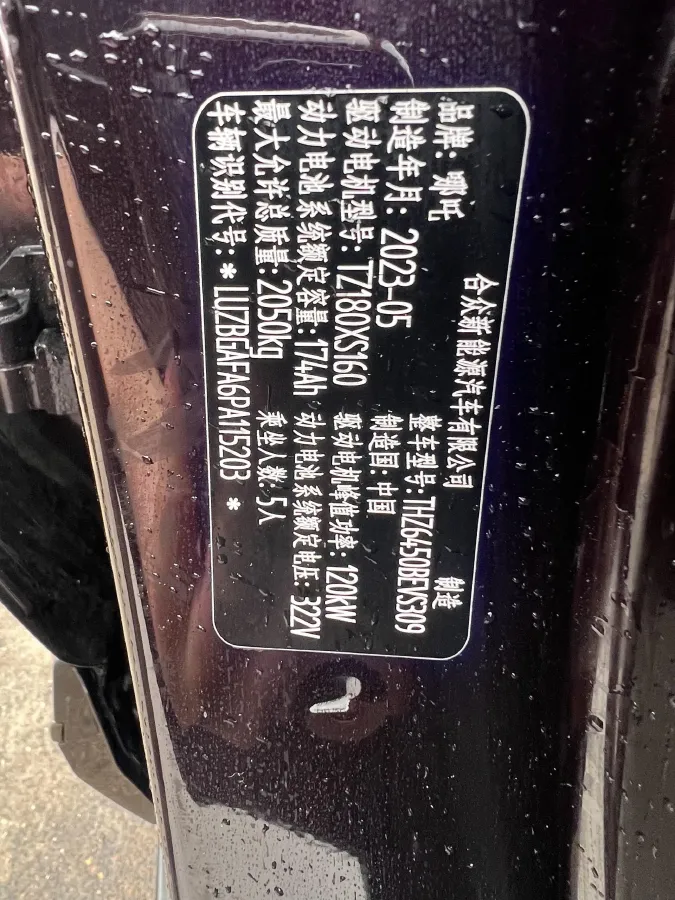 合众新能源汽车有限公司 制造
品牌: 哪吒 整车型号: THZ6450BEVS309
制造年月: 2023-05 制造国: 中国
驱动电机型号: TZ180XS160 驱动电机峰值功率: 120kW
动力电池系统额定容量: 174Ah 动力电池系统额定电压: 322V
最大允许总质量: 2050kg 乘坐人数: 5人
车辆识别代号: * LUZBGAFA6PA115203 *